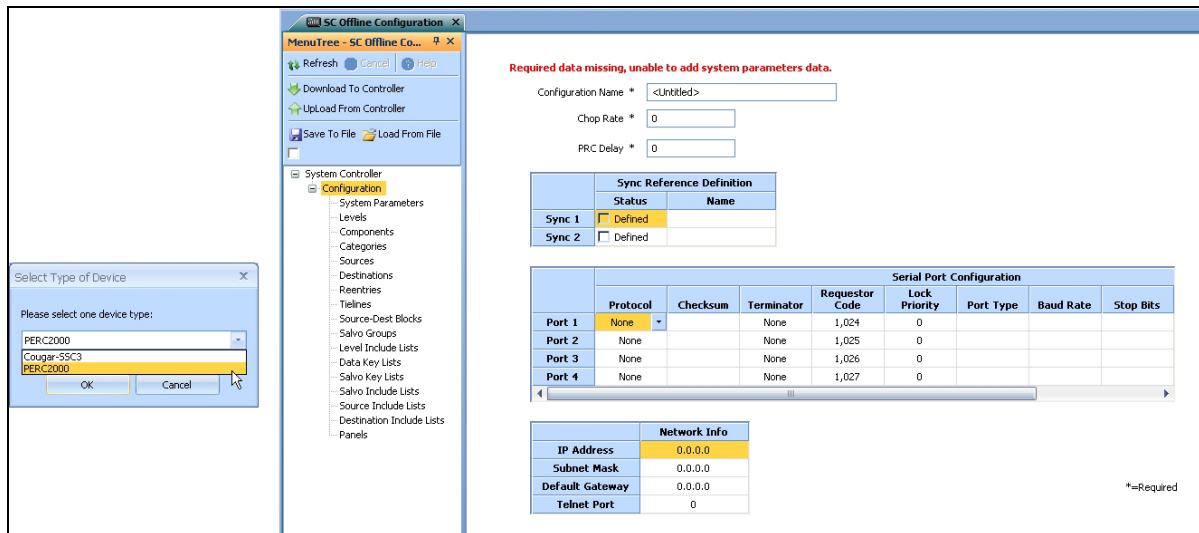 SC Offline Configuration X
MenuTree - SC Offline Co...
Refresh Cancel Help
Download To Controller
UpLoad From Controller
Save To File Load From File
System Controller
Configuration
System Parameters
Levels
Components
Categories
Sources
Destinations
Reentries
Tielines
Source-Dest Blocks
Salvo Groups
Level Include Lists
Data Key Lists
Salvo Key Lists
Salvo Include Lists
Source Include Lists
Destination Include Lists
Panels
Select Type of Device X
Please select one device type:
PERC2000
Cougar-SSC3
PERC2000
OK Cancel
Required data missing, unable to add system parameters data.
Configuration Name * <Untitled>
Chop Rate * 0
PRC Delay * 0
Sync Reference Definition
Status Name
Sync 1 Defined
Sync 2 Defined
Serial Port Configuration
Protocol Checksum Terminator Requestor Code Lock Priority Port Type Baud Rate Stop Bits
Port 1 None None 1,024 0
Port 2 None None 1,025 0
Port 3 None None 1,026 0
Port 4 None None 1,027 0
Network Info
IP Address 0.0.0.0
Subnet Mask 0.0.0.0
Default Gateway 0.0.0.0
Telnet Port 0
*=Required